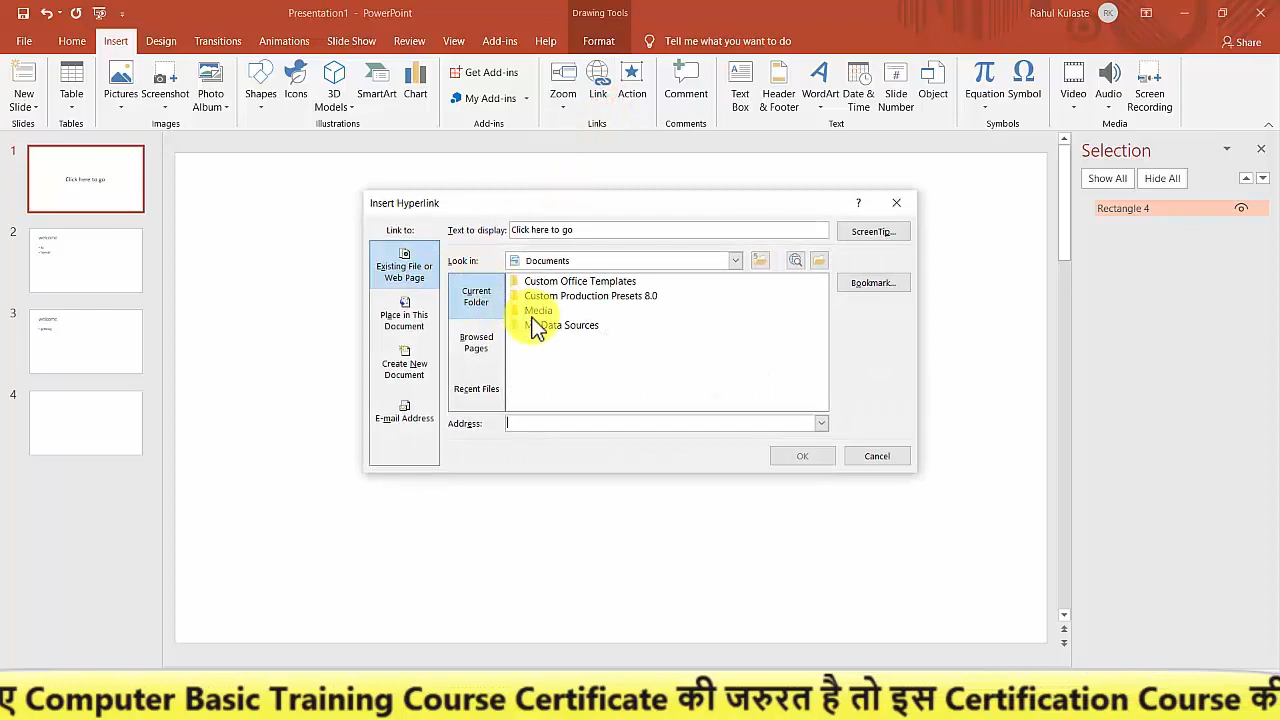 Presentation1 - PowerPoint
Drawing Tools
Rahul Kulaste RK
File Home Insert Design Transitions Animations Slide Show Review View Add-ins Help Format Tell me what you want to do Share
New Slide Table Pictures Screenshot Photo Album Shapes Icons 3D Models SmartArt Chart Get Add-ins My Add-ins Zoom Link Action Comment Text Box Header & Footer WordArt Date & Time Slide Number Object Equation Symbol Video Audio Screen Recording
Slides Tables Images Illustrations Add-ins Links Comments Text Symbols Media
1
Click here to go
2
welcome
3
welcome
4
Selection
Show All Hide All
Rectangle 4
Insert Hyperlink ?
Link to: Text to display: Click here to go ScreenTip...
Existing File or Web Page
Look in: Documents
Bookmark...
Place in This Document
Create New Document
E-mail Address
Current Folder
Browsed Pages
Recent Files
Custom Office Templates
Custom Production Presets 8.0
Media
Data Sources
Address:
OK Cancel
ए Computer Basic Training Course Certificate की जरुरत है तो इस Certification Course की